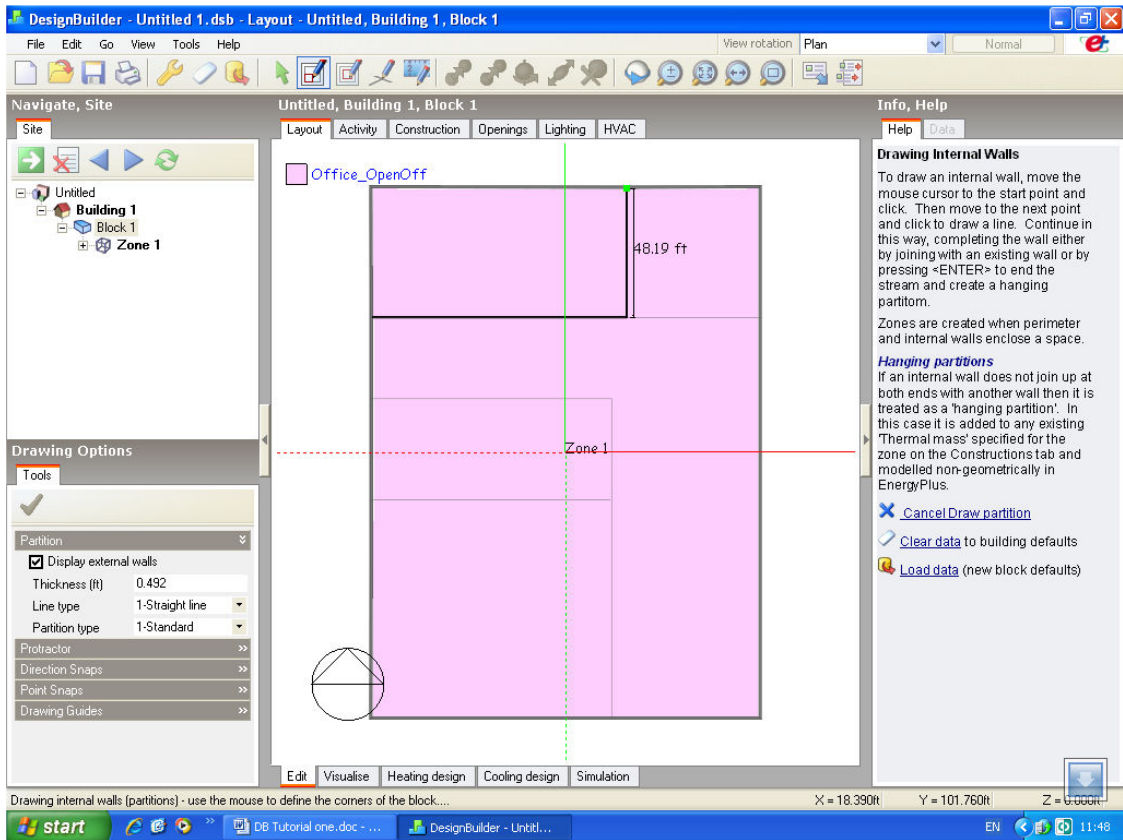 DesignBuilder - Untitled 1.dsb - Layout - Untitled, Building 1, Block 1
File Edit Go View Tools Help
View rotation Plan Normal
Navigate, Site
Site
Untitled
Building 1
Block 1
Zone 1
Drawing Options
Tools
Partition
Display external walls
Thickness (ft) 0.492
Line type 1-Straight line
Partition type 1-Standard
Protractor
Direction Snaps
Point Snaps
Drawing Guides
Untitled, Building 1, Block 1
Layout Activity Construction Openings Lighting HVAC
Office_OpenOff
48.19 ft
Zone 1
Edit Visualise Heating design Cooling design Simulation
Info, Help
Help Data
Drawing Internal Walls
To draw an internal wall, move the
mouse cursor to the start point and
click. Then move to the next point
and click to draw a line. Continue in
this way, completing the wall either
by joining with an existing wall or by
pressing <ENTER> to end the
stream and create a hanging
partitom.
Zones are created when perimeter
and internal walls enclose a space.
Hanging partitions
If an internal wall does not join up at
both ends with another wall then it is
treated as a 'hanging partition'. In
this case it is added to any existing
'Thermal mass' specified for the
zone on the Constructions tab and
modelled non-geometrically in
EnergyPlus.
Cancel Draw partition
Clear data to building defaults
Load data (new block defaults)
Drawing internal walls (partitions) - use the mouse to define the corners of the block....
X = 18.390ft Y = 101.760ft Z = 0.000ft
start
DB Tutorial one.doc - ...
DesignBuilder - Untitl...
EN 11:48